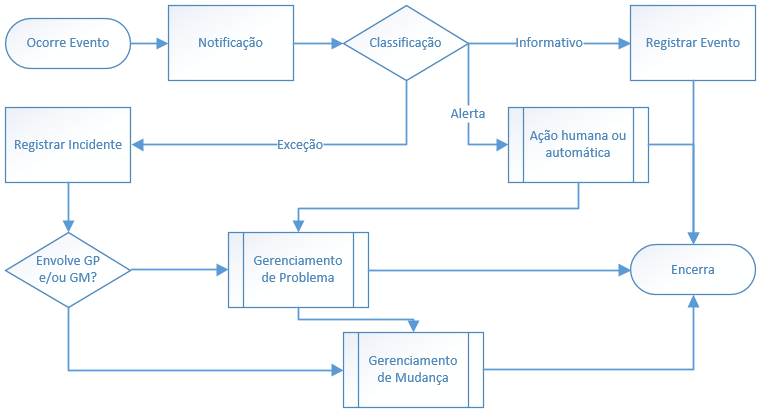 Ocorre Evento
Notificação
Classificação
Informativo
Registrar Evento
Alerta
Registrar Incidente
Exceção
Ação humana ou
automática
Envolve GP
e/ou GM?
Gerenciamento
de Problema
Encerra
Gerenciamento
de Mudança